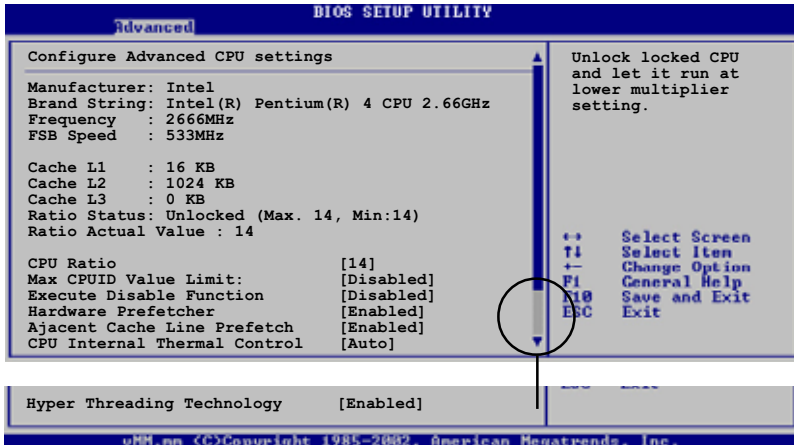 BIOS SETUP UTILITY
Advanced
Configure Advanced CPU settings
Manufacturer: Intel
Brand String: Intel(R) Pentium(R) 4 CPU 2.66GHz
Frequency : 2666MHz
FSB Speed : 533MHz
Cache L1 : 16 KB
Cache L2 : 1024 KB
Cache L3 : 0 KB
Ratio Status: Unlocked (Max. 14, Min:14)
Ratio Actual Value : 14
CPU Ratio [14]
Max CPUID Value Limit: [Disabled]
Execute Disable Function [Disabled]
Hardware Prefetcher [Enabled]
Ajacent Cache Line Prefetch [Enabled]
CPU Internal Thermal Control [Auto]
Unlock locked CPU
and let it run at
lower multiplier
setting.
↔ Select Screen
↑↓ Select Item
+- Change Option
F1 General Help
F10 Save and Exit
ESC Exit
Hyper Threading Technology [Enabled]
vMM.mm (C)Copyright 1985-2002, American Megatrends, Inc.